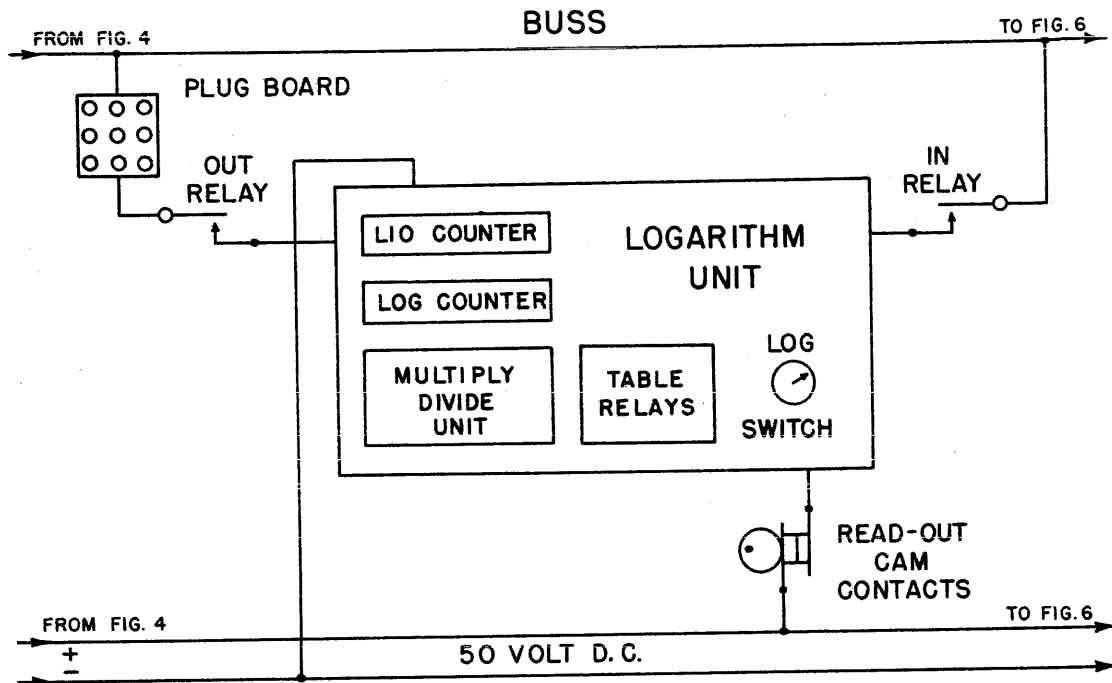 BUSS
FROM FIG. 4
TO FIG. 6
PLUG BOARD
OUT
RELAY
IN
RELAY
LIO COUNTER
LOG COUNTER
MULTIPLY
DIVIDE
UNIT
TABLE
RELAYS
LOGARITHM
UNIT
LOG
SWITCH
READ-OUT
CAM
CONTACTS
FROM FIG. 4
TO FIG. 6
+
−
50 VOLT D.C.